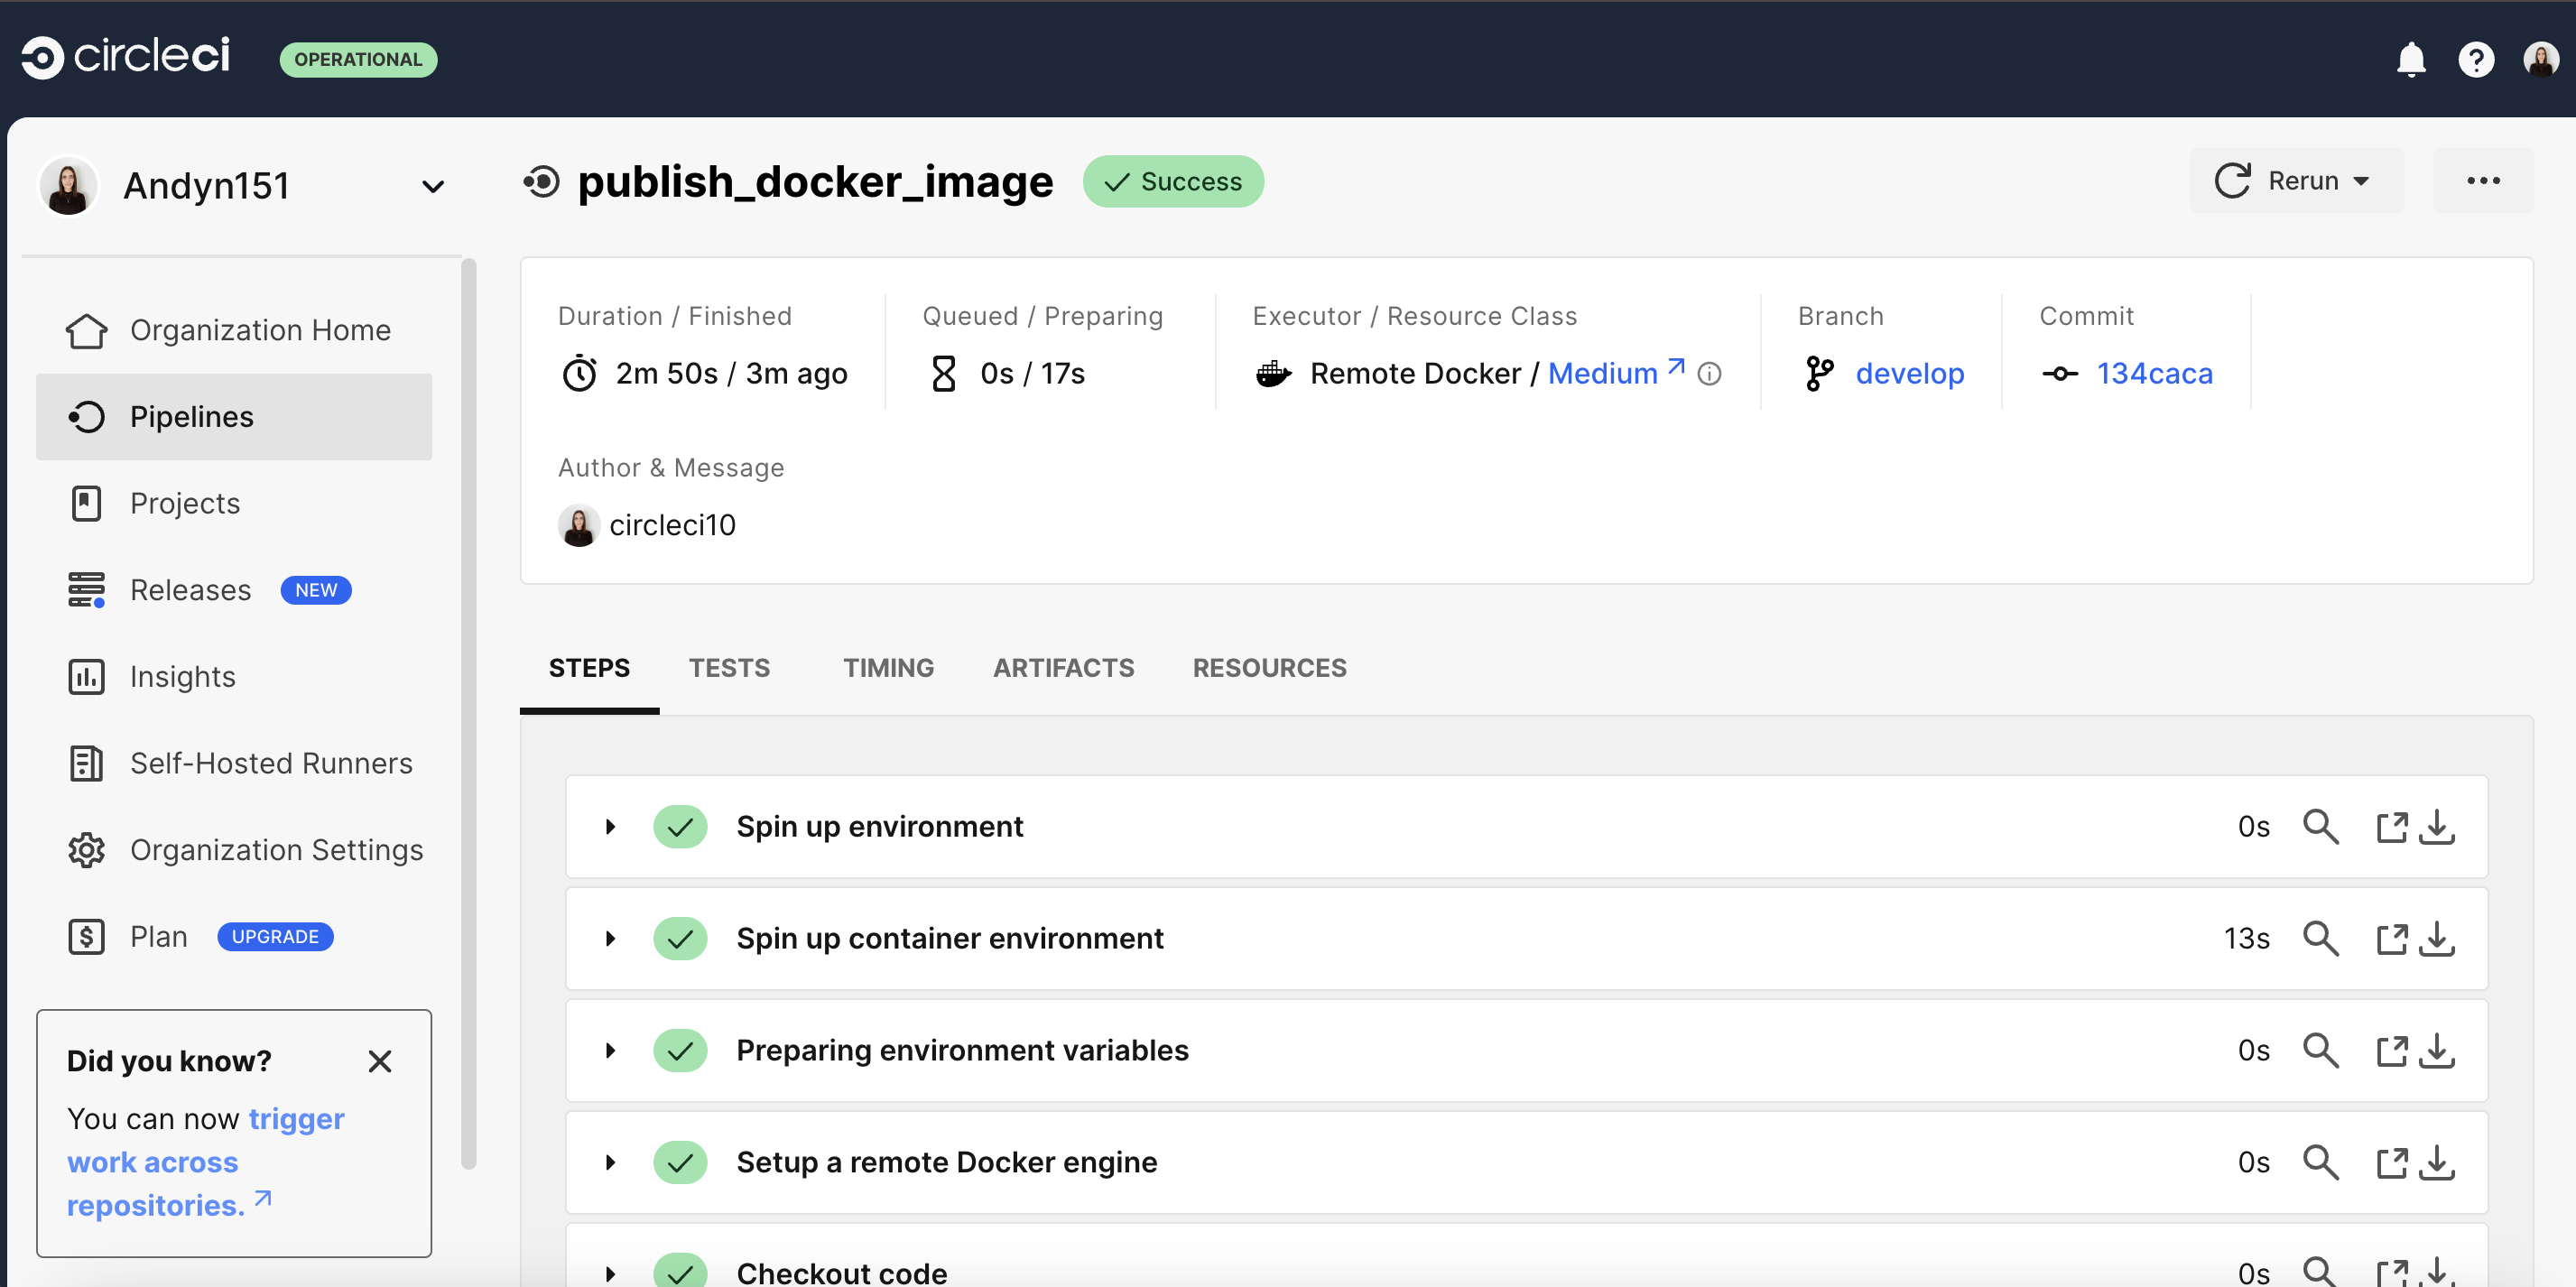 circleci OPERATIONAL
Andyn151
publish_docker_image Success Rerun
Organization Home
Pipelines
Projects
Releases NEW
Insights
Self-Hosted Runners
Organization Settings
Plan UPGRADE
Did you know?
You can now trigger
work across
repositories.
Duration / Finished Queued / Preparing Executor / Resource Class Branch Commit
2m 50s / 3m ago 0s / 17s Remote Docker / Medium develop 134caca
Author & Message
circleci10
STEPS TESTS TIMING ARTIFACTS RESOURCES
Spin up environment 0s
Spin up container environment 13s
Preparing environment variables 0s
Setup a remote Docker engine 0s
Checkout code 0s